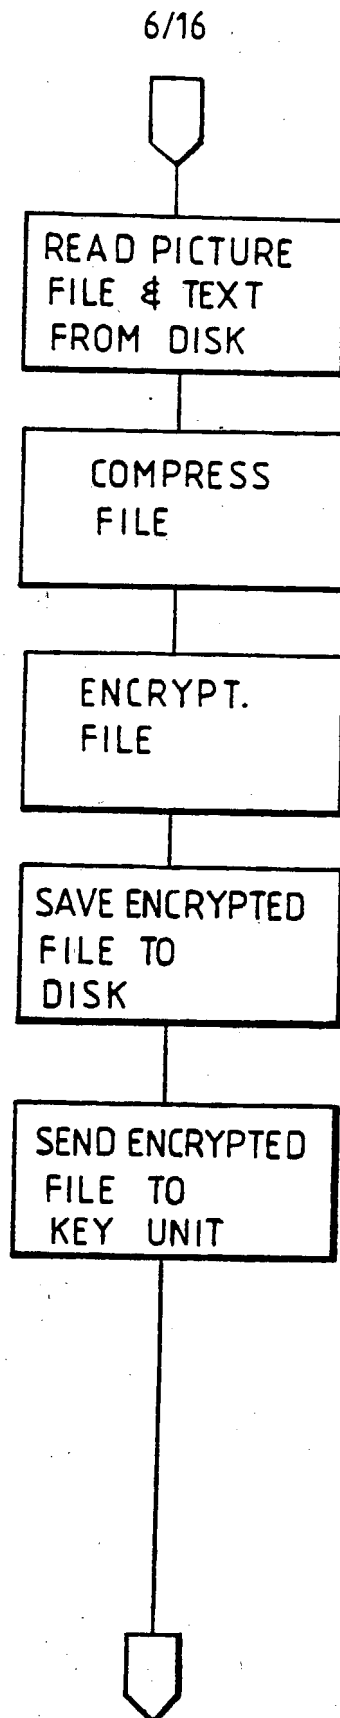 6/16
READ PICTURE
FILE & TEXT
FROM DISK
COMPRESS
FILE
ENCRYPT.
FILE
SAVE ENCRYPTED
FILE TO
DISK
SEND ENCRYPTED
FILE TO
KEY UNIT